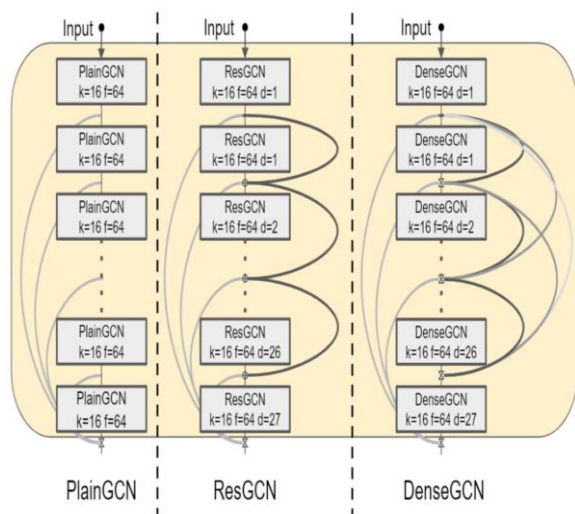 Input
PlainGCN
k=16 f=64
PlainGCN
k=16 f=64
PlainGCN
k=16 f=64
PlainGCN
k=16 f=64
PlainGCN
k=16 f=64
PlainGCN
Input
ResGCN
k=16 f=64 d=1
ResGCN
k=16 f=64 d=1
ResGCN
k=16 f=64 d=2
ResGCN
k=16 f=64 d=26
ResGCN
k=16 f=64 d=27
ResGCN
Input
DenseGCN
k=16 f=64 d=1
DenseGCN
k=16 f=64 d=1
DenseGCN
k=16 f=64 d=2
DenseGCN
k=16 f=64 d=26
DenseGCN
k=16 f=64 d=27
DenseGCN